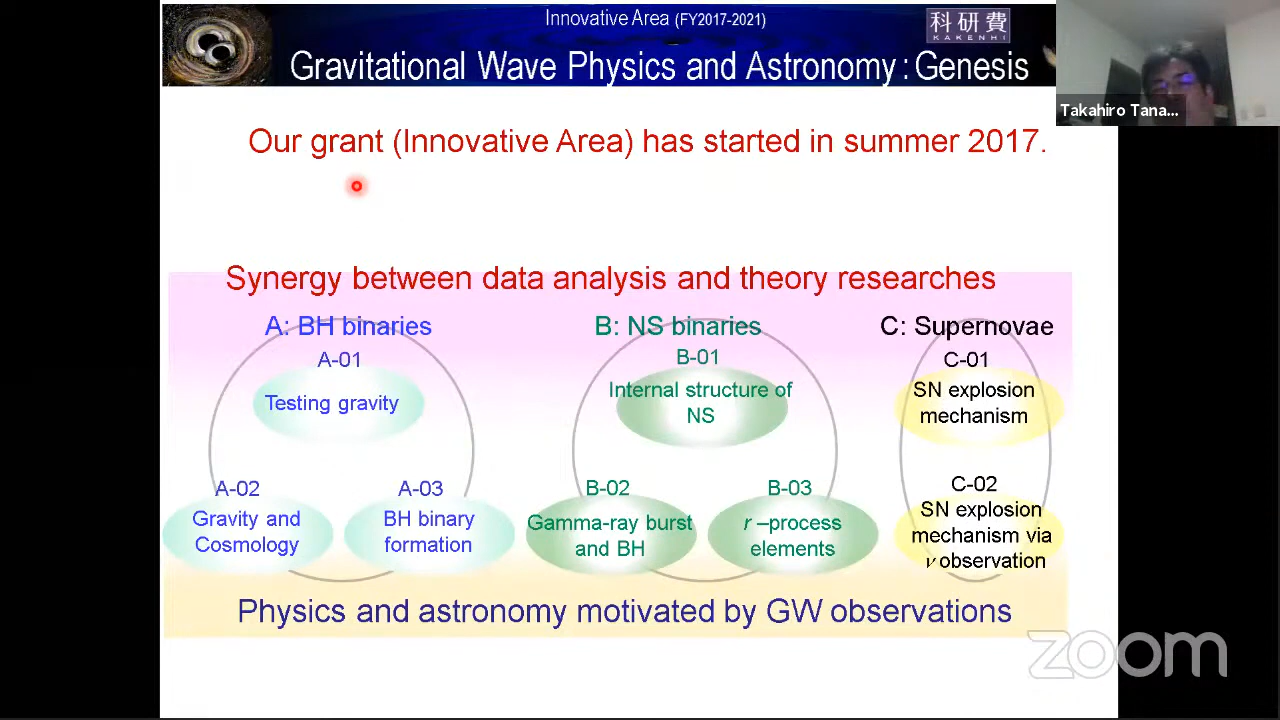 Innovative Area (FY2017-2021)
科研費
KAKENHI
Gravitational Wave Physics and Astronomy: Genesis
Takahiro Tana...
Our grant (Innovative Area) has started in summer 2017.
Synergy between data analysis and theory researches
A: BH binaries
A-01
Testing gravity
A-02
Gravity and
Cosmology
A-03
BH binary
formation
B: NS binaries
B-01
Internal structure of
NS
B-02
Gamma-ray burst
and BH
B-03
r –process
elements
C: Supernovae
C-01
SN explosion
mechanism
C-02
SN explosion
mechanism via
ν observation
Physics and astronomy motivated by GW observations
zoom